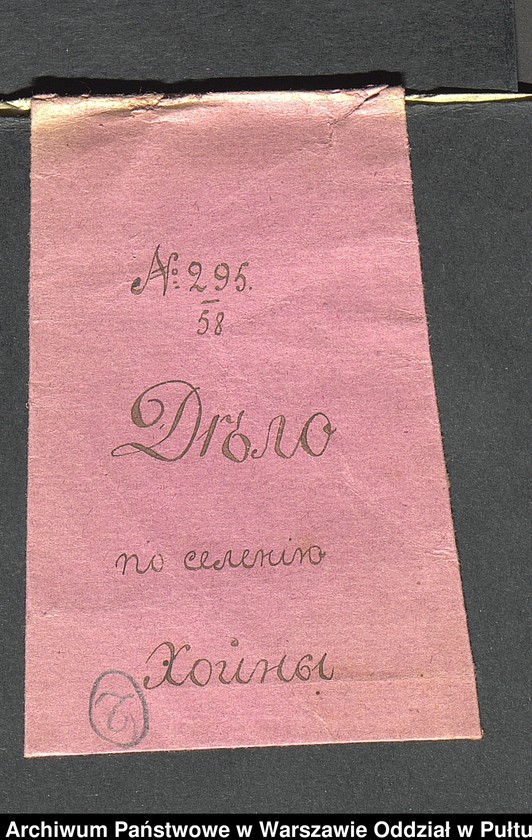 № 295.
58
Дѣло
по селенію
Хойны
Archiwum Państwowe w Warszawie Oddział w Pułtu